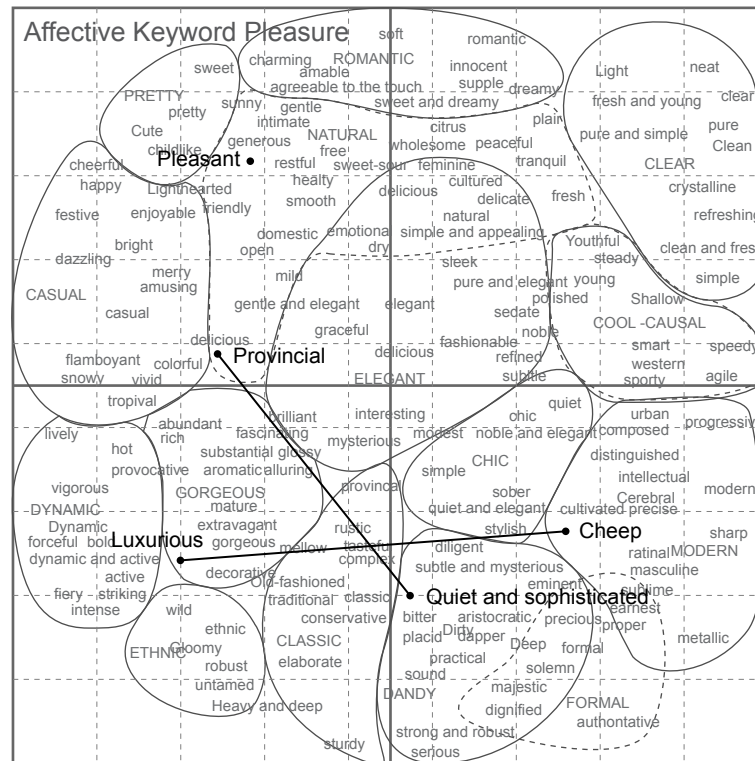 Affective Keyword Pleasure
soft
romantic
charming
ROMANTIC
sweet
amable
innocent
Light
neat
agreeable to the touch
supple
PRETTY
sunny
gentle
sweet and dreamy
dreamy
fresh and young
clear
pretty
intimate
citrus
plain
pure
Cute
generous
NATURAL
wholesome
peaceful
pure and simple
Clean
childlike
free
Pleasant
restful
sweet-sour
feminine
tranquil
CLEAR
cheerful
healty
cultured
happy
Lighthearted
smooth
delicious
delicate
fresh
crystalline
festive
enjoyable
friendly
natural
refreshing
domestic
emotional
simple and appealing
bright
open
dry
Youthful
clean and fresh
dazzling
sleek
steady
merry
mild
pure and elegant
young
simple
CASUAL
amusing
gentle and elegant
elegant
polished
Shallow
casual
sedate
graceful
noble
COOL -CAUSAL
delicious
fashionable
smart
speedy
flamboyant
Provincial
delicious
refined
western
colorful
snowy
vivid
ELEGANT
subtle
sporty
agile
tropival
abundant
brilliant
interesting
chic
quiet
urban
progressive
lively
rich
fascinating
modest
noble and elegant
composed
hot
substantial
glossy
mysterious
distinguished
provocative
aromatic
alluring
simple
CHIC
intellectual
vigorous
GORGEOUS
provincal
sober
Cerebral
modern
DYNAMIC
mature
quiet and elegant
cultivated
precise
Dynamic
extravagant
rustic
stylish
Cheep
sharp
forceful
bold
Luxurious
gorgeous
mellow
tasteful
diligent
ratinal
MODERN
dynamic and active
complex
subtle and mysterious
masculine
active
decorative
Old-fashioned
eminent
sublime
fiery
striking
traditional
classic
Quiet and sophisticated
earnest
intense
wild
conservative
bitter
aristocratic
precious
proper
ethnic
placid
Dirty
dapper
Deep
formal
metallic
ETHNIC
Gloomy
CLASSIC
practical
robust
elaborate
sound
solemn
untamed
DANDY
majestic
Heavy and deep
dignified
FORMAL
authontative
strong and robust
sturdy
serious